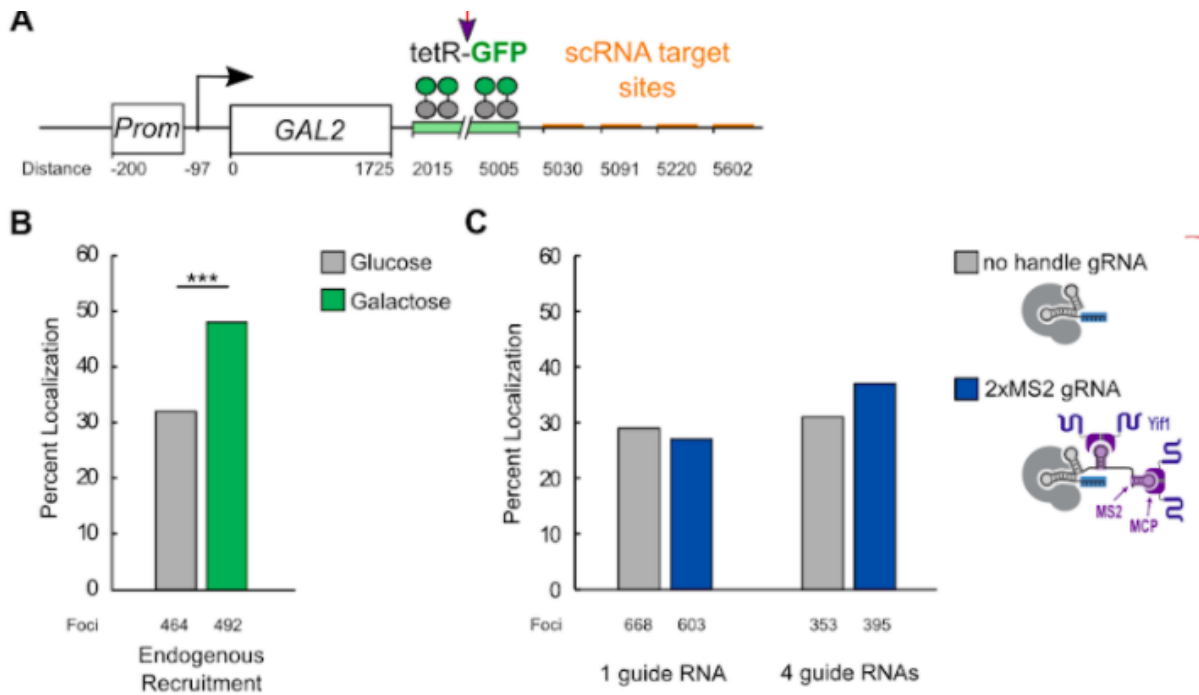 A
tetR-GFP
scRNA target
sites
Prom
GAL2
Distance
-200
-97
0
1725
2015
5005
5030
5091
5220
5602
B
60
50
40
30
20
10
0
Percent Localization
***
Glucose
Galactose
Foci
464
492
Endogenous
Recruitment
C
60
50
40
30
20
10
0
Percent Localization
Foci
668
603
353
395
1 guide RNA
4 guide RNAs
no handle gRNA
2xMS2 gRNA
Yif1
MS2
MCP